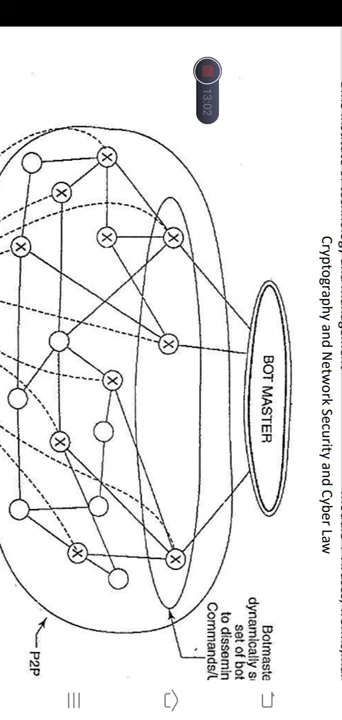 Cryptography and Network Security and Cyber Law
BOT MASTER
Botmaste
dynamically s
set of bot
to dissemin
Commands/
X
X
X
X
X
X
X
X
X
X
P2P
13:02